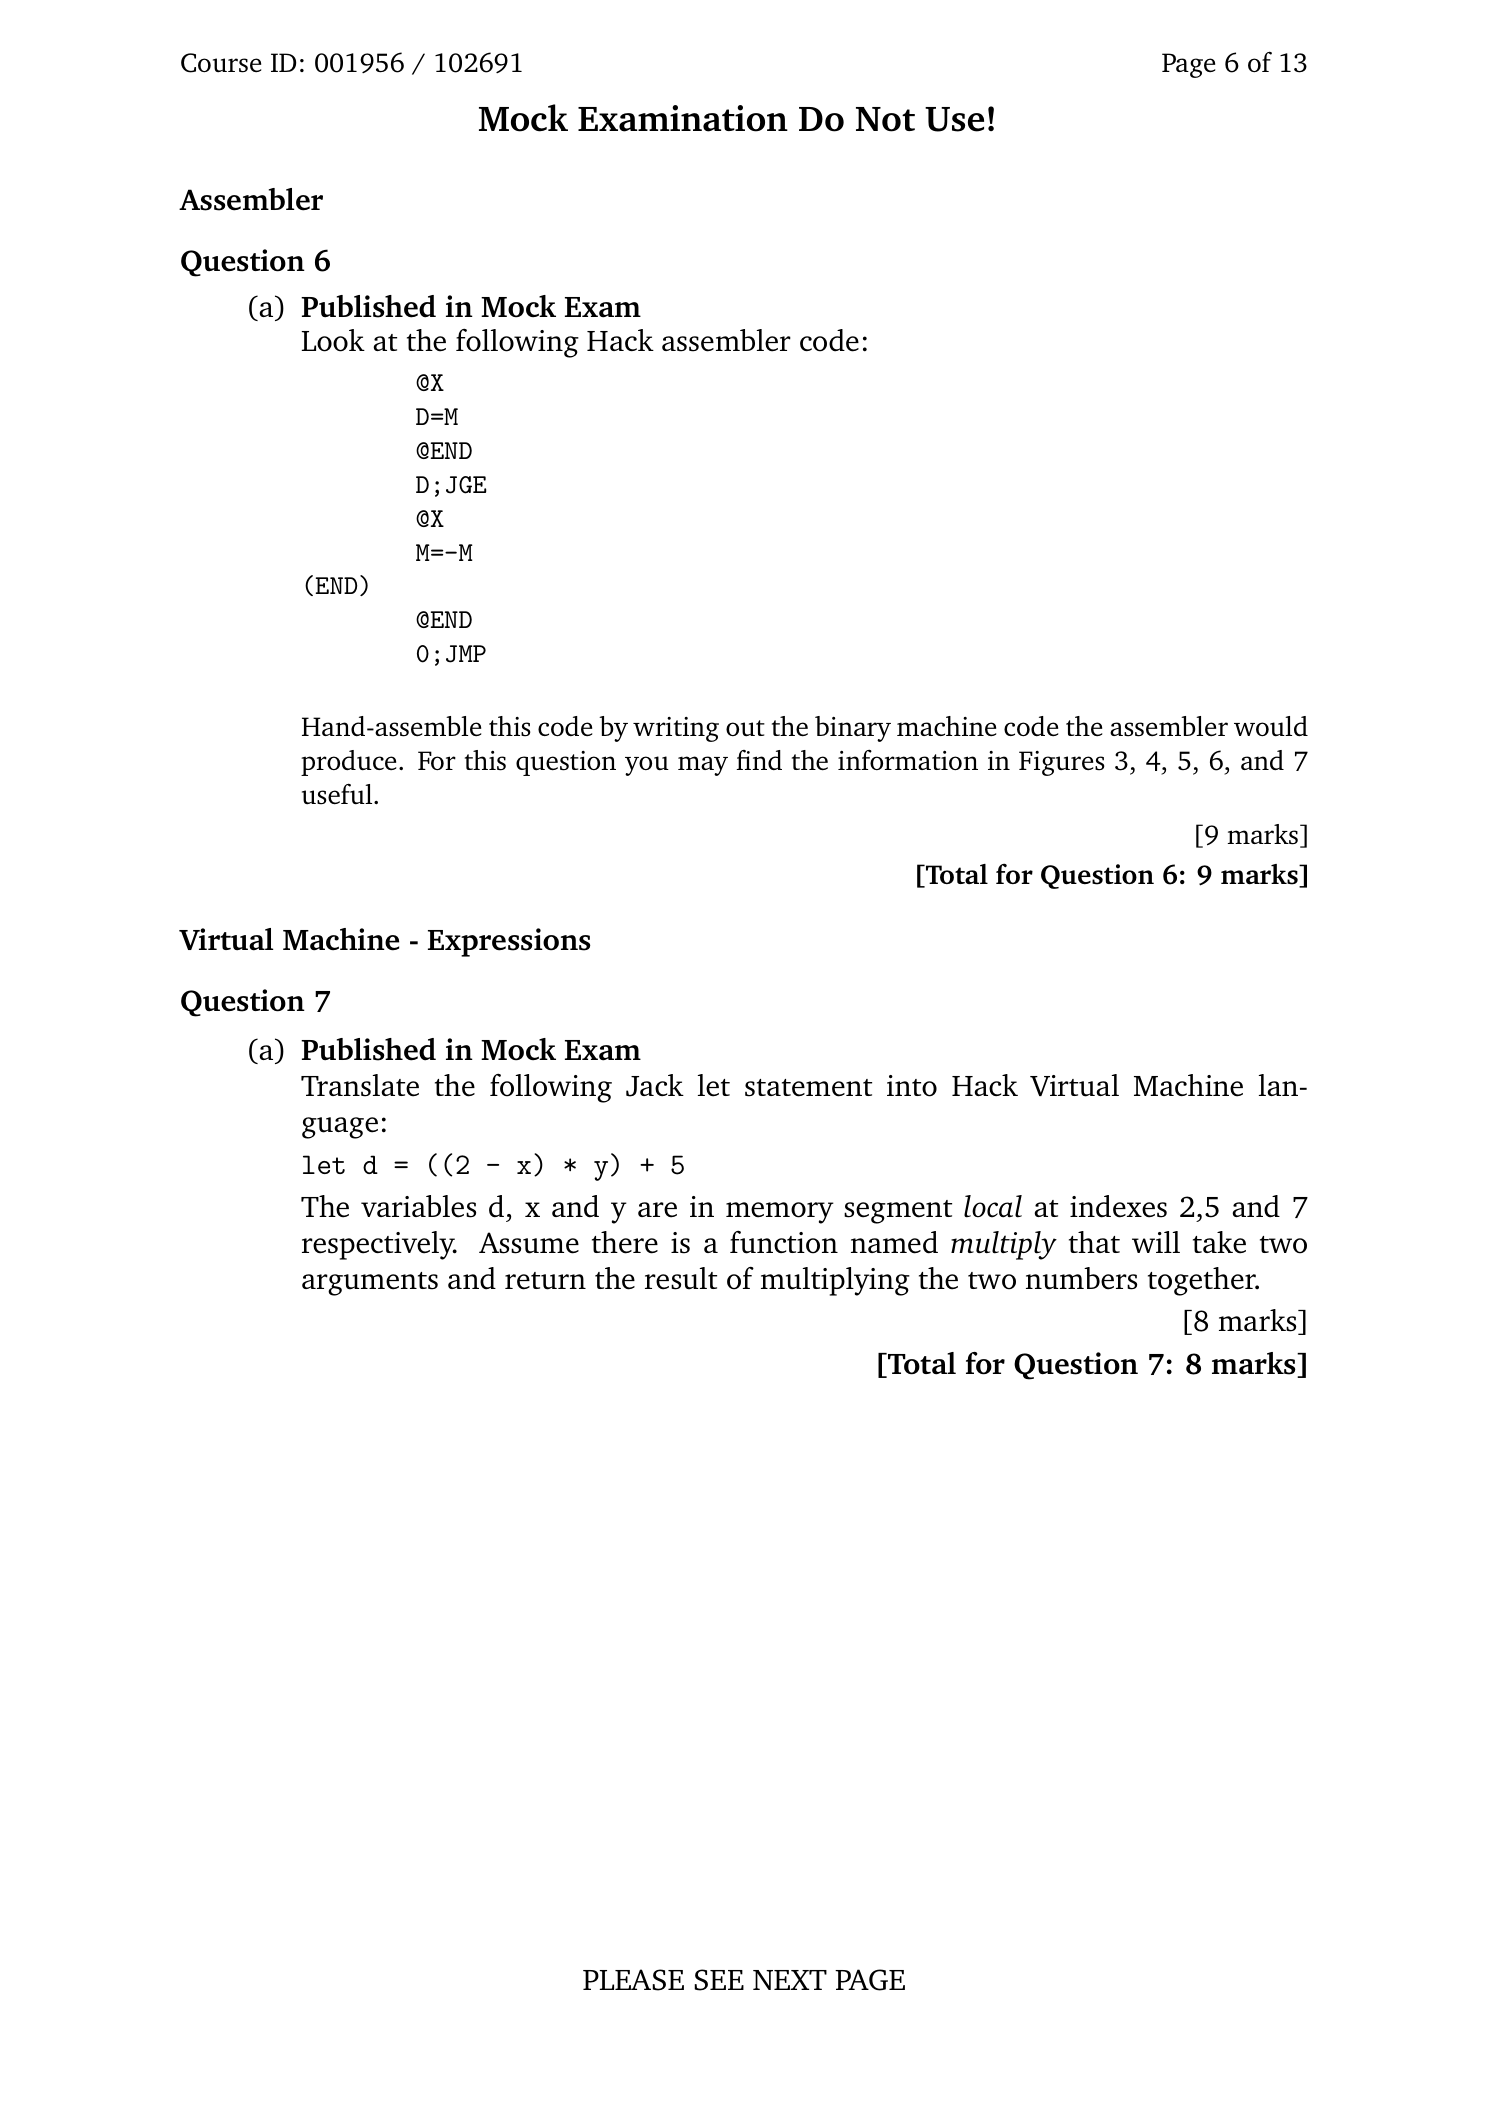 Course ID: 001956 / 102691
Page 6 of 13
Mock Examination Do Not Use!
Assembler
Question 6
(a) Published in Mock Exam
Look at the following Hack assembler code:
@X
D=M
@END
D;JGE
@X
M=-M
(END)
@END
0;JMP
Hand-assemble this code by writing out the binary machine code the assembler would
produce. For this question you may find the information in Figures 3, 4, 5, 6, and 7
useful.
[9 marks]
[Total for Question 6: 9 marks]
Virtual Machine - Expressions
Question 7
(a) Published in Mock Exam
Translate the following Jack let statement into Hack Virtual Machine lan-
guage:
let d = ((2 - x) * y) + 5
The variables d, x and y are in memory segment local at indexes 2,5 and 7
respectively. Assume there is a function named multiply that will take two
arguments and return the result of multiplying the two numbers together.
[8 marks]
[Total for Question 7: 8 marks]
PLEASE SEE NEXT PAGE